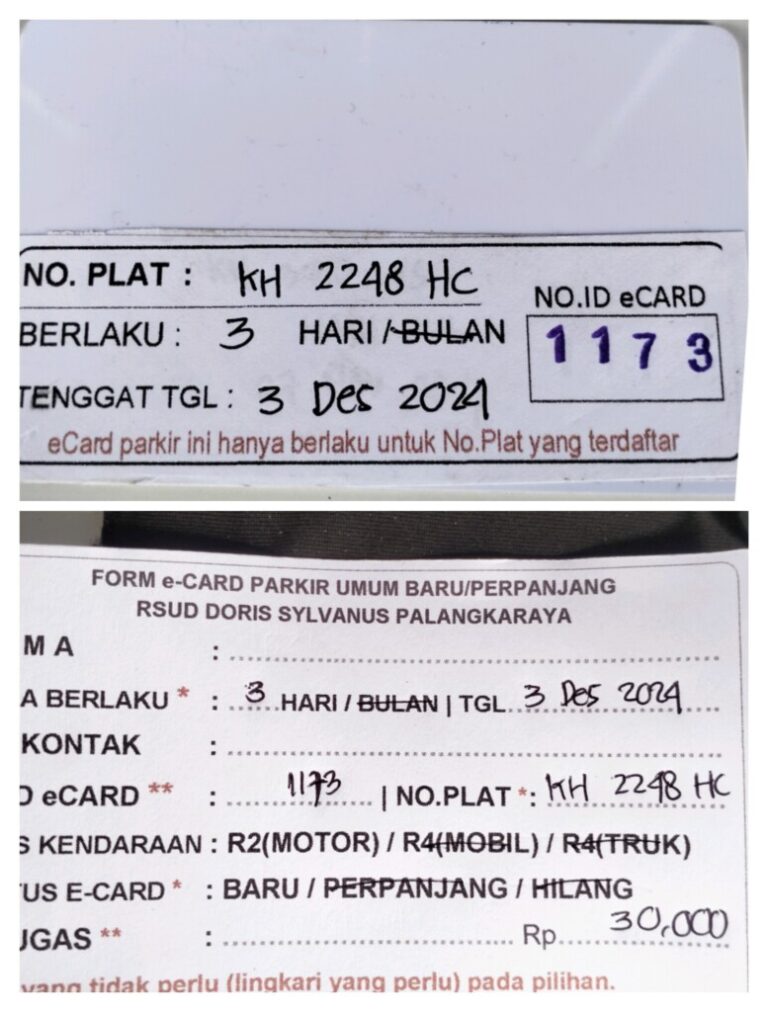 NO. PLAT : KH 2248 HC
NO.ID eCARD
BERLAKU : 3 HARI / BULAN
1173
TENGGAT TGL : 3 Des 2024
eCard parkir ini hanya berlaku untuk No.Plat yang terdaftar
FORM e-CARD PARKIR UMUM BARU/PERPANJANG
RSUD DORIS SYLVANUS PALANGKARAYA
M A : ..........
A BERLAKU * : 3 HARI / BULAN | TGL. 3 Des 2024
KONTAK : ..........
D eCARD ** : 1173 | NO.PLAT *: KH 2248 HC
S KENDARAAN : R2(MOTOR) / R4(MOBIL) / R4(TRUK)
US E-CARD * : BARU / PERPANJANG / HILANG
UGAS ** : .......... Rp. 30,000
yang tidak perlu (lingkari yang perlu) pada pilihan.